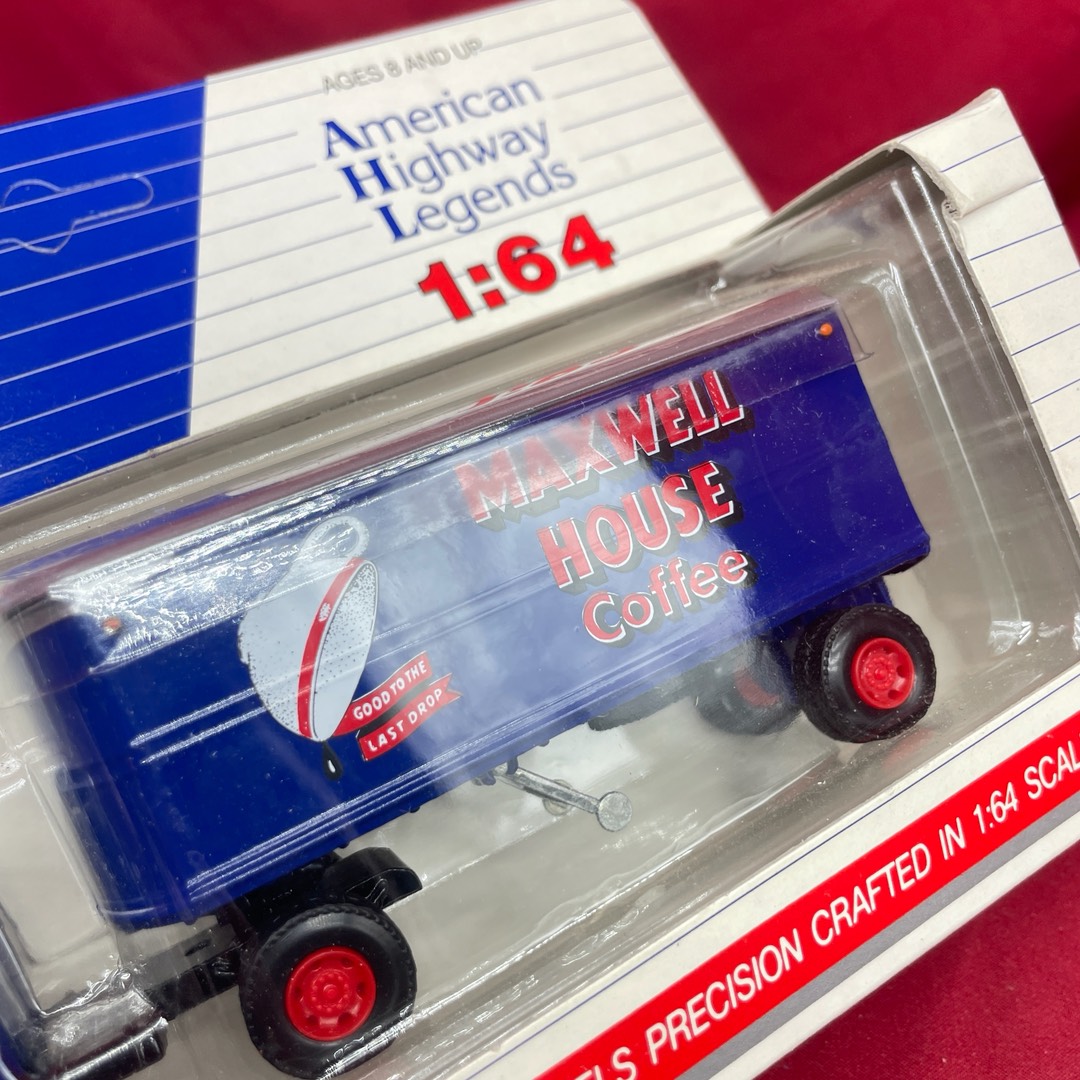 AGES 8 AND UP
American
Highway
Legends
1:64
MAXWELL
HOUSE
Coffee
GOOD TO THE
LAST DROP
PRECISION CRAFTED IN 1:64